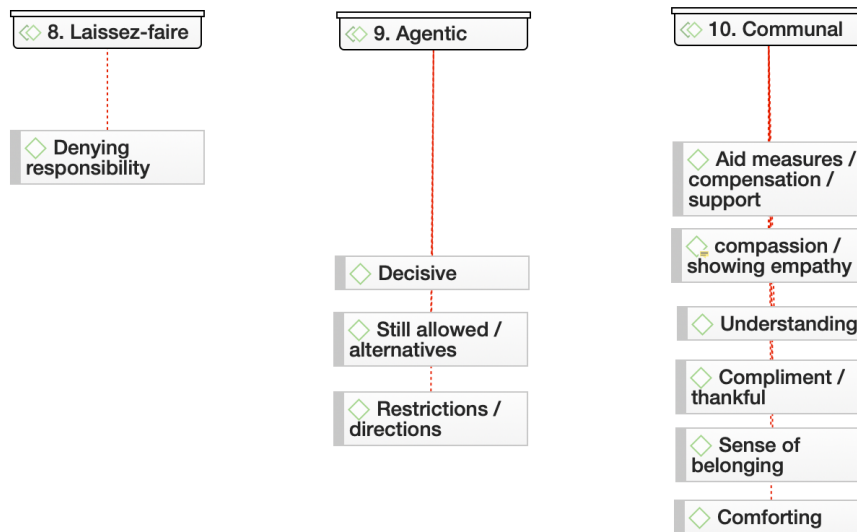 8. Laissez-faire
Denying
responsibility
9. Agentic
Decisive
Still allowed /
alternatives
Restrictions /
directions
10. Communal
Aid measures /
compensation /
support
compassion /
showing empathy
Understanding
Compliment /
thankful
Sense of
belonging
Comforting